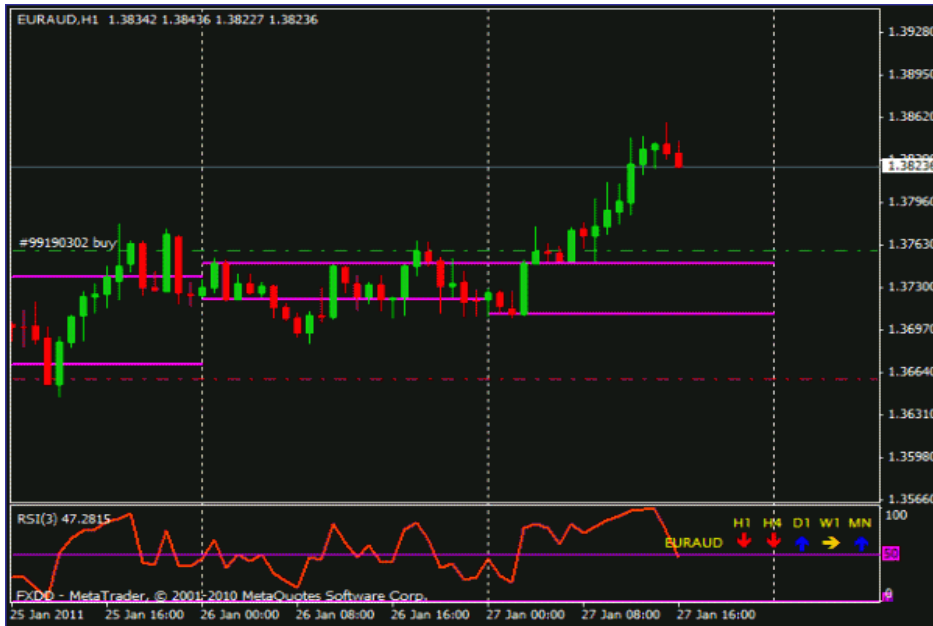 EURAUD,H1 1.38342 1.38436 1.38227 1.38236
1.39280
1.38950
1.38620
1.38236
1.37960
#99190302 buy
1.37630
1.37300
1.36970
1.36640
1.36310
1.35980
1.35660
RSI(3) 47.2815
100
H1 H4 D1 W1 MN
EURAUD
50
0
FXDD - MetaTrader, © 2001-2010 MetaQuotes Software Corp.
25 Jan 2011 25 Jan 16:00 26 Jan 00:00 26 Jan 08:00 26 Jan 16:00 27 Jan 00:00 27 Jan 08:00 27 Jan 16:00